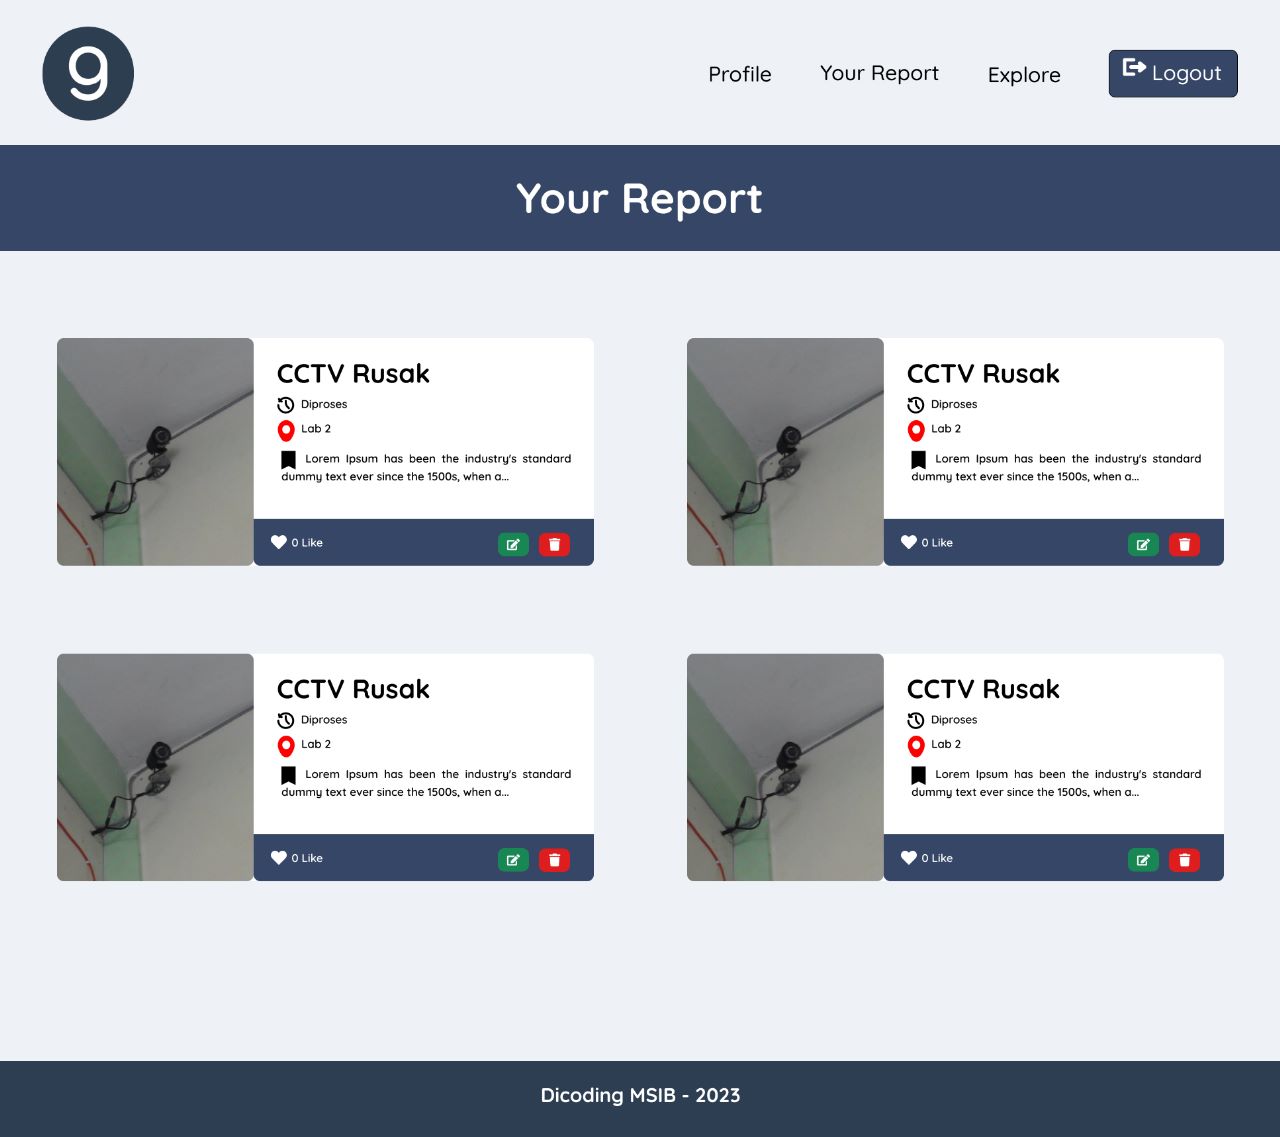 g
Profile
Your Report
Explore
Logout
Your Report
CCTV Rusak
Diproses
Lab 2
Lorem Ipsum has been the industry's standard
dummy text ever since the 1500s, when a...
0 Like
CCTV Rusak
Diproses
Lab 2
Lorem Ipsum has been the industry's standard
dummy text ever since the 1500s, when a...
0 Like
CCTV Rusak
Diproses
Lab 2
Lorem Ipsum has been the industry's standard
dummy text ever since the 1500s, when a...
0 Like
CCTV Rusak
Diproses
Lab 2
Lorem Ipsum has been the industry's standard
dummy text ever since the 1500s, when a...
0 Like
Dicoding MSIB - 2023